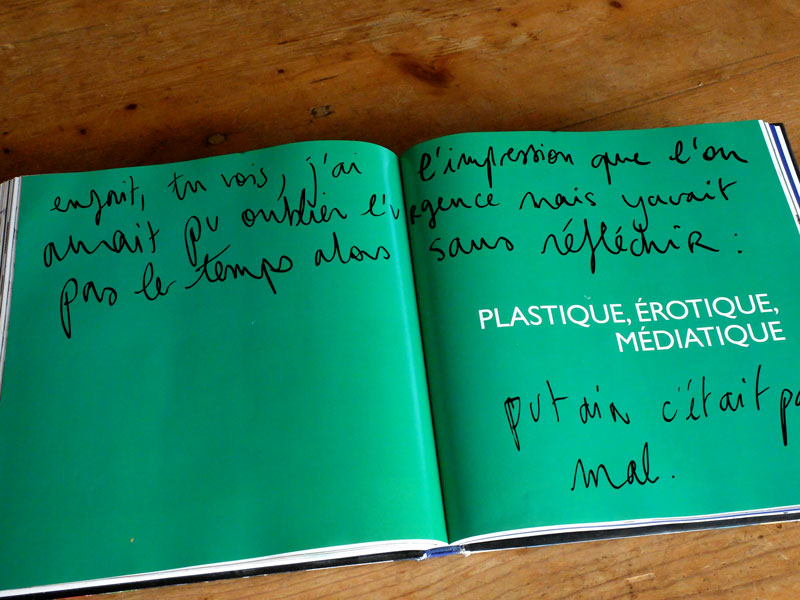 enfait, tu vois, j'ai l'impression que l'on
aurait pu oublier l'urgence mais yavait
pas le temps alors sans réfléchir :
PLASTIQUE, ÉROTIQUE,
MÉDIATIQUE
putain c'était pa
mal.